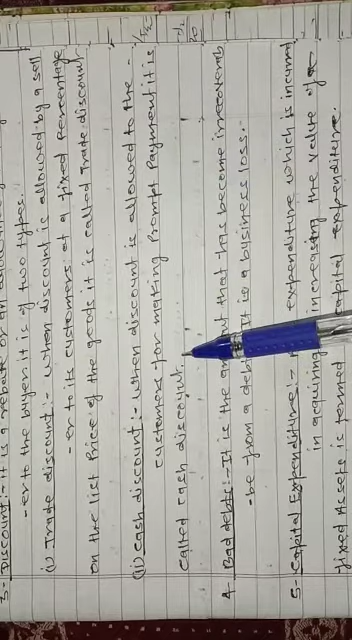 3- Discount:- it is a rebate or an
-er to the buyer it is of two types.
(i) Trade discount:- when discount is allowed by a sell
-er to its customers at a fixed percentage
on the list Price of the goods it is called Trade discount.
(ii) Cash discount:- when discount is allowed to the -
customers for making Prompt Payment it is
called cash discount.
4- Bad debts:- It is the that has become irrecoverab
-be from a It is a business loss.-
5- Capital Expenditure:- expenditure which is incurred
in acquiring increasing the value of a
fixed Assets is termed capital expenditure.